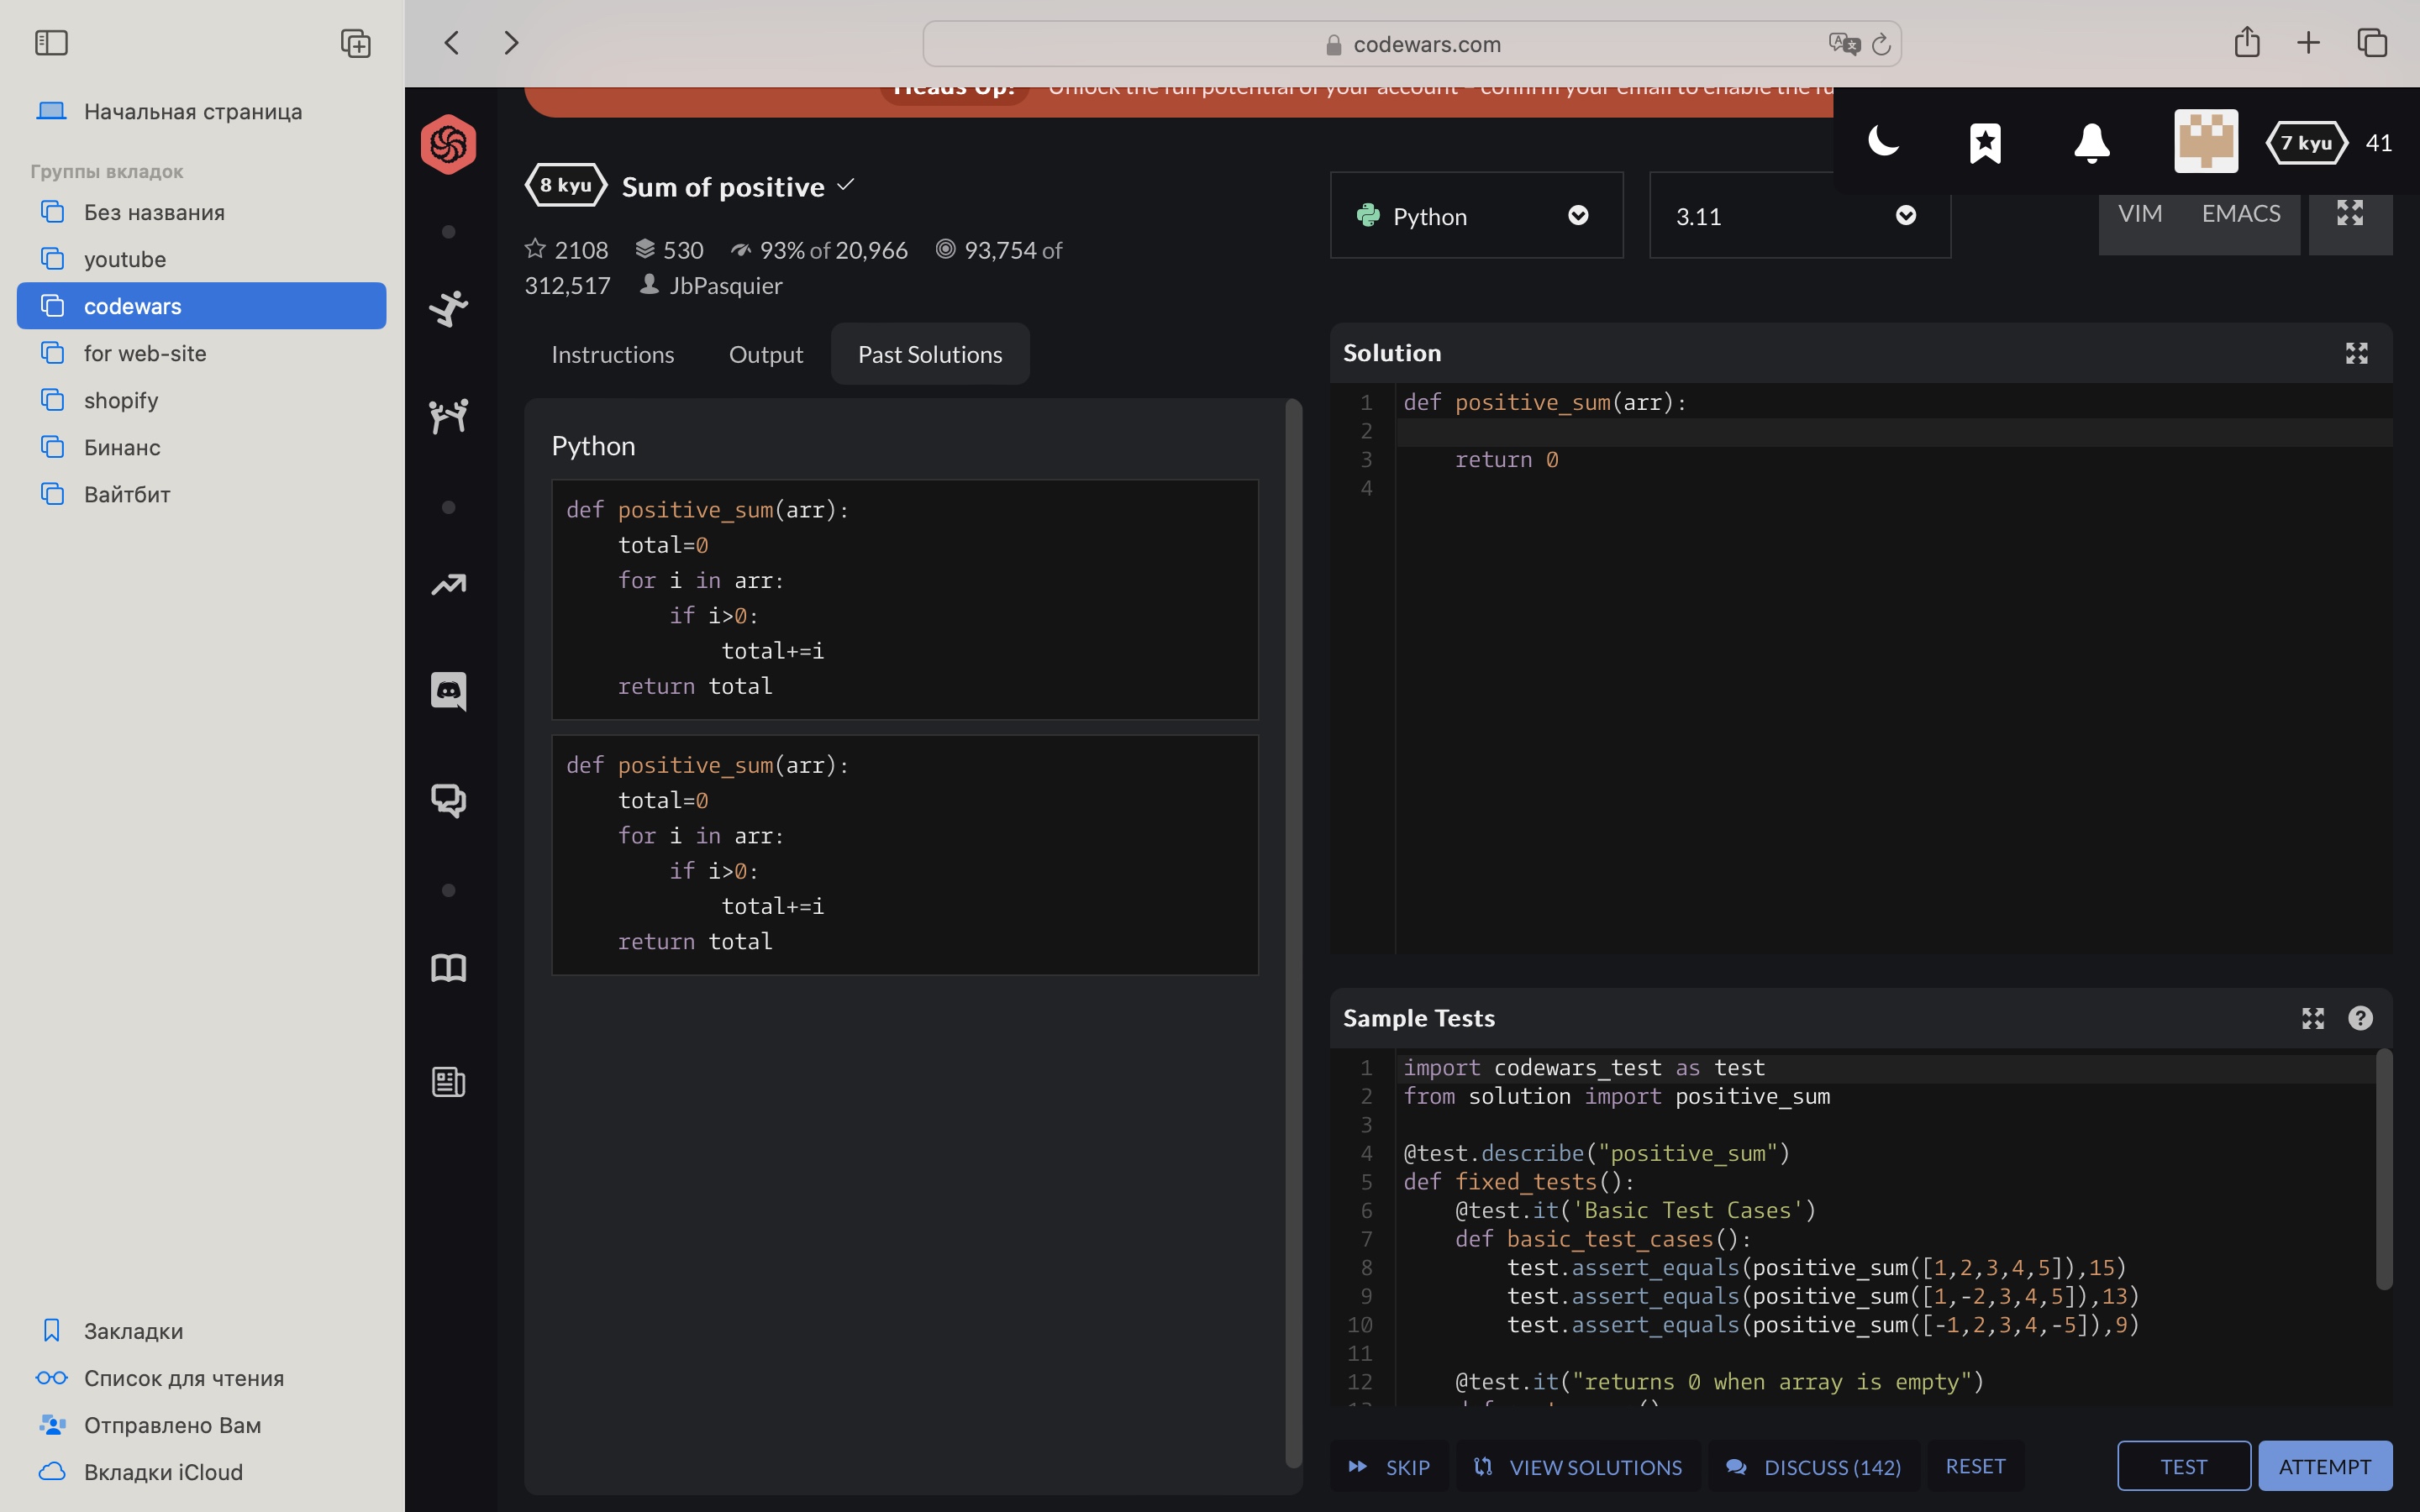 codewars.com
Начальная страница
Группы вкладок
Без названия
youtube
codewars
for web-site
shopify
Бинанс
Вайтбит
Закладки
Список для чтения
Отправлено Вам
Вкладки iCloud
Heads Up! Unlock the full potential of your account – confirm your email to enable the fu
7 kyu 41
8 kyu Sum of positive
2108 530 93% of 20,966 93,754 of
312,517 JbPasquier
Python 3.11 VIM EMACS
Instructions Output Past Solutions
Python
def positive_sum(arr):
    total=0
    for i in arr:
        if i>0:
            total+=i
    return total
def positive_sum(arr):
    total=0
    for i in arr:
        if i>0:
            total+=i
    return total
Solution
1 def positive_sum(arr):
2
3     return 0
4
Sample Tests
1 import codewars_test as test
2 from solution import positive_sum
3
4 @test.describe("positive_sum")
5 def fixed_tests():
6     @test.it('Basic Test Cases')
7     def basic_test_cases():
8         test.assert_equals(positive_sum([1,2,3,4,5]),15)
9         test.assert_equals(positive_sum([1,-2,3,4,5]),13)
10         test.assert_equals(positive_sum([-1,2,3,4,-5]),9)
11
12     @test.it("returns 0 when array is empty")
SKIP VIEW SOLUTIONS DISCUSS (142) RESET TEST ATTEMPT